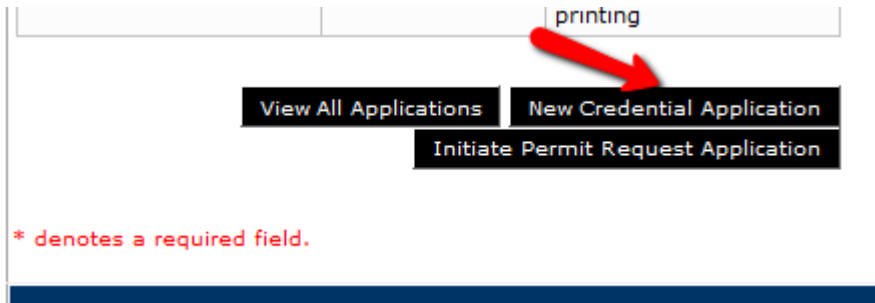 printing
View All Applications
New Credential Application
Initiate Permit Request Application
* denotes a required field.